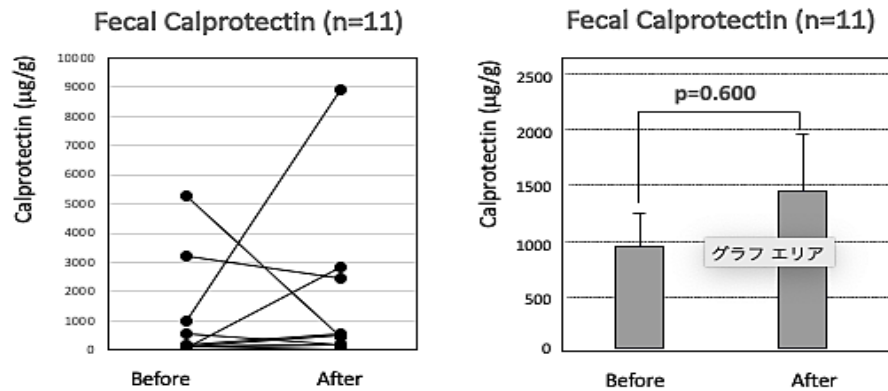 Fecal Calprotectin (n=11)
Calprotectin (µg/g)
10000
9000
8000
7000
6000
5000
4000
3000
2000
1000
0
Before
After
Fecal Calprotectin (n=11)
Calprotectin (µg/g)
2500
2000
1500
1000
500
0
p=0.600
グラフ エリア
Before
After